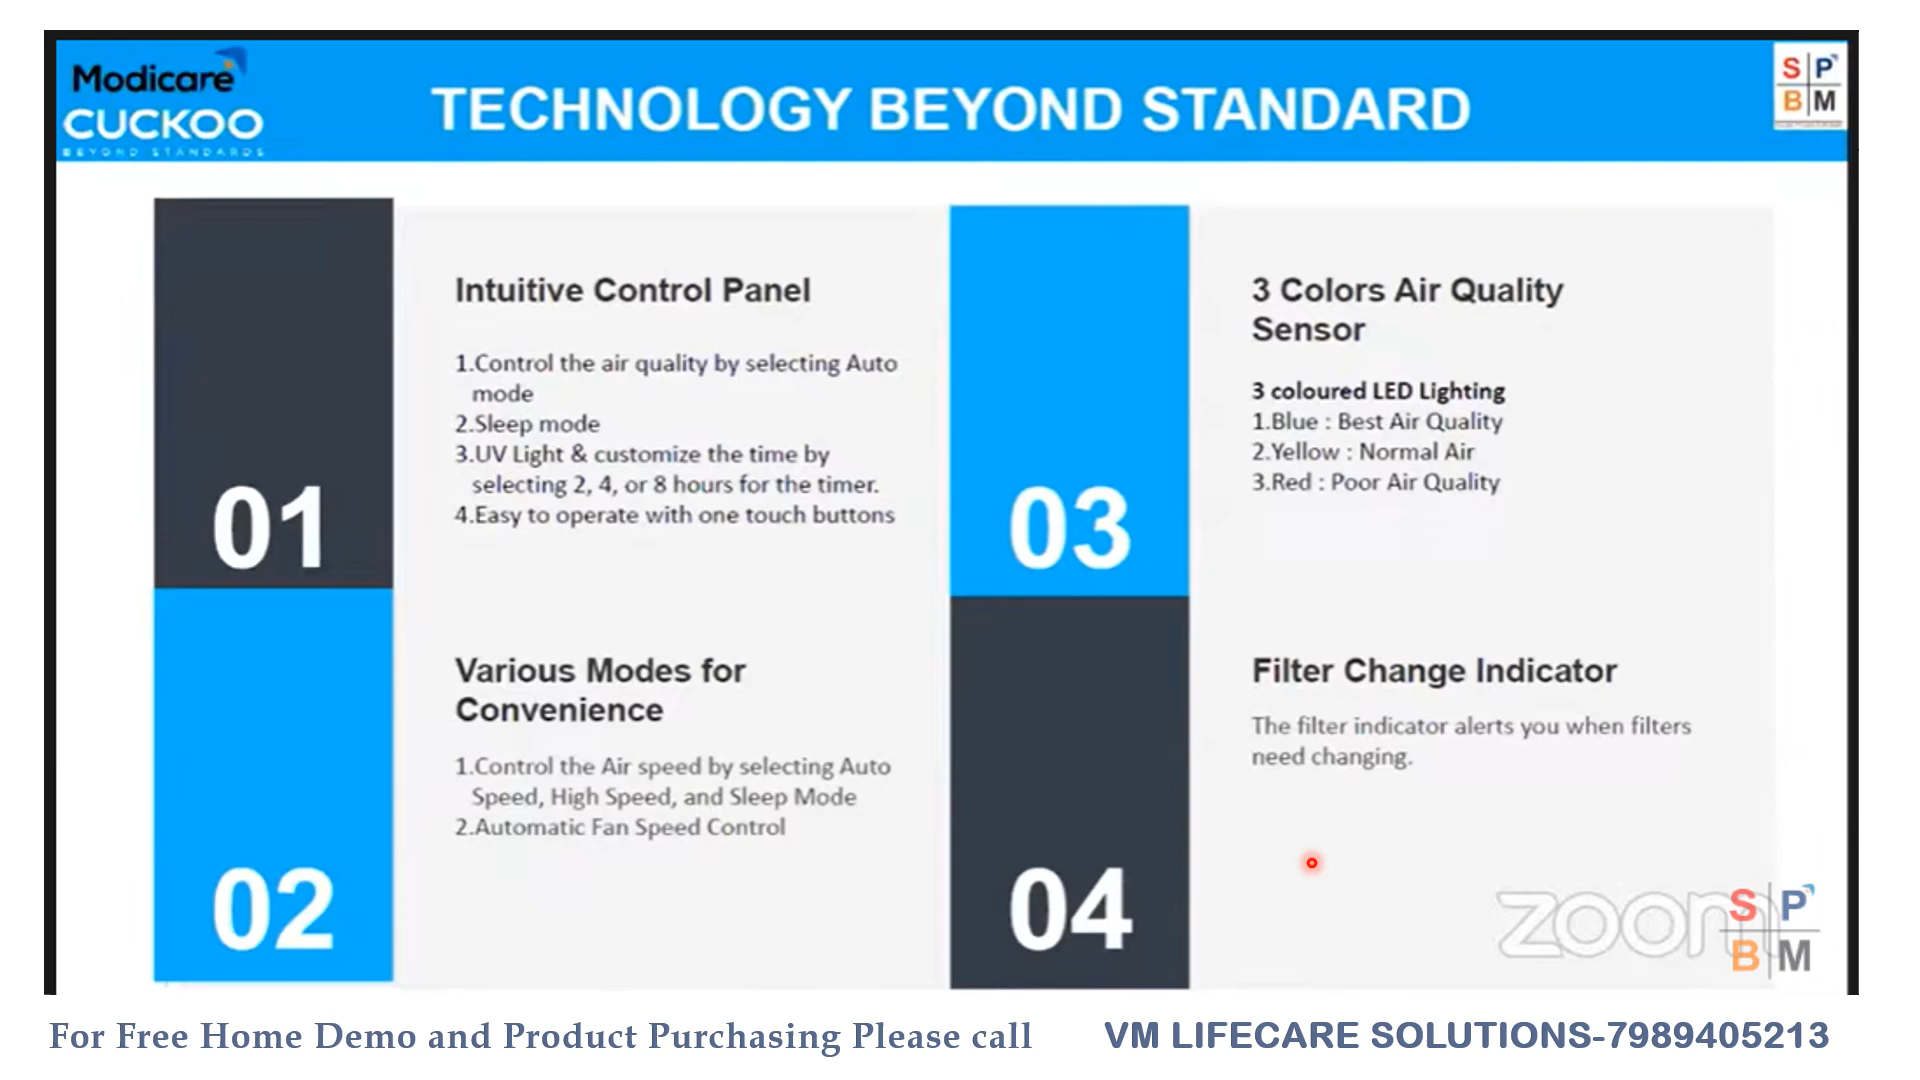 Modicare
CUCKOO
BEYOND STANDARDS
TECHNOLOGY BEYOND STANDARD
S P
B M
01
Intuitive Control Panel
1.Control the air quality by selecting Auto
mode
2.Sleep mode
3.UV Light & customize the time by
selecting 2, 4, or 8 hours for the timer.
4.Easy to operate with one touch buttons
02
Various Modes for
Convenience
1.Control the Air speed by selecting Auto
Speed, High Speed, and Sleep Mode
2.Automatic Fan Speed Control
03
3 Colors Air Quality
Sensor
3 coloured LED Lighting
1.Blue : Best Air Quality
2.Yellow : Normal Air
3.Red : Poor Air Quality
04
Filter Change Indicator
The filter indicator alerts you when filters
need changing.
zoom
S P
B M
For Free Home Demo and Product Purchasing Please call VM LIFECARE SOLUTIONS-7989405213